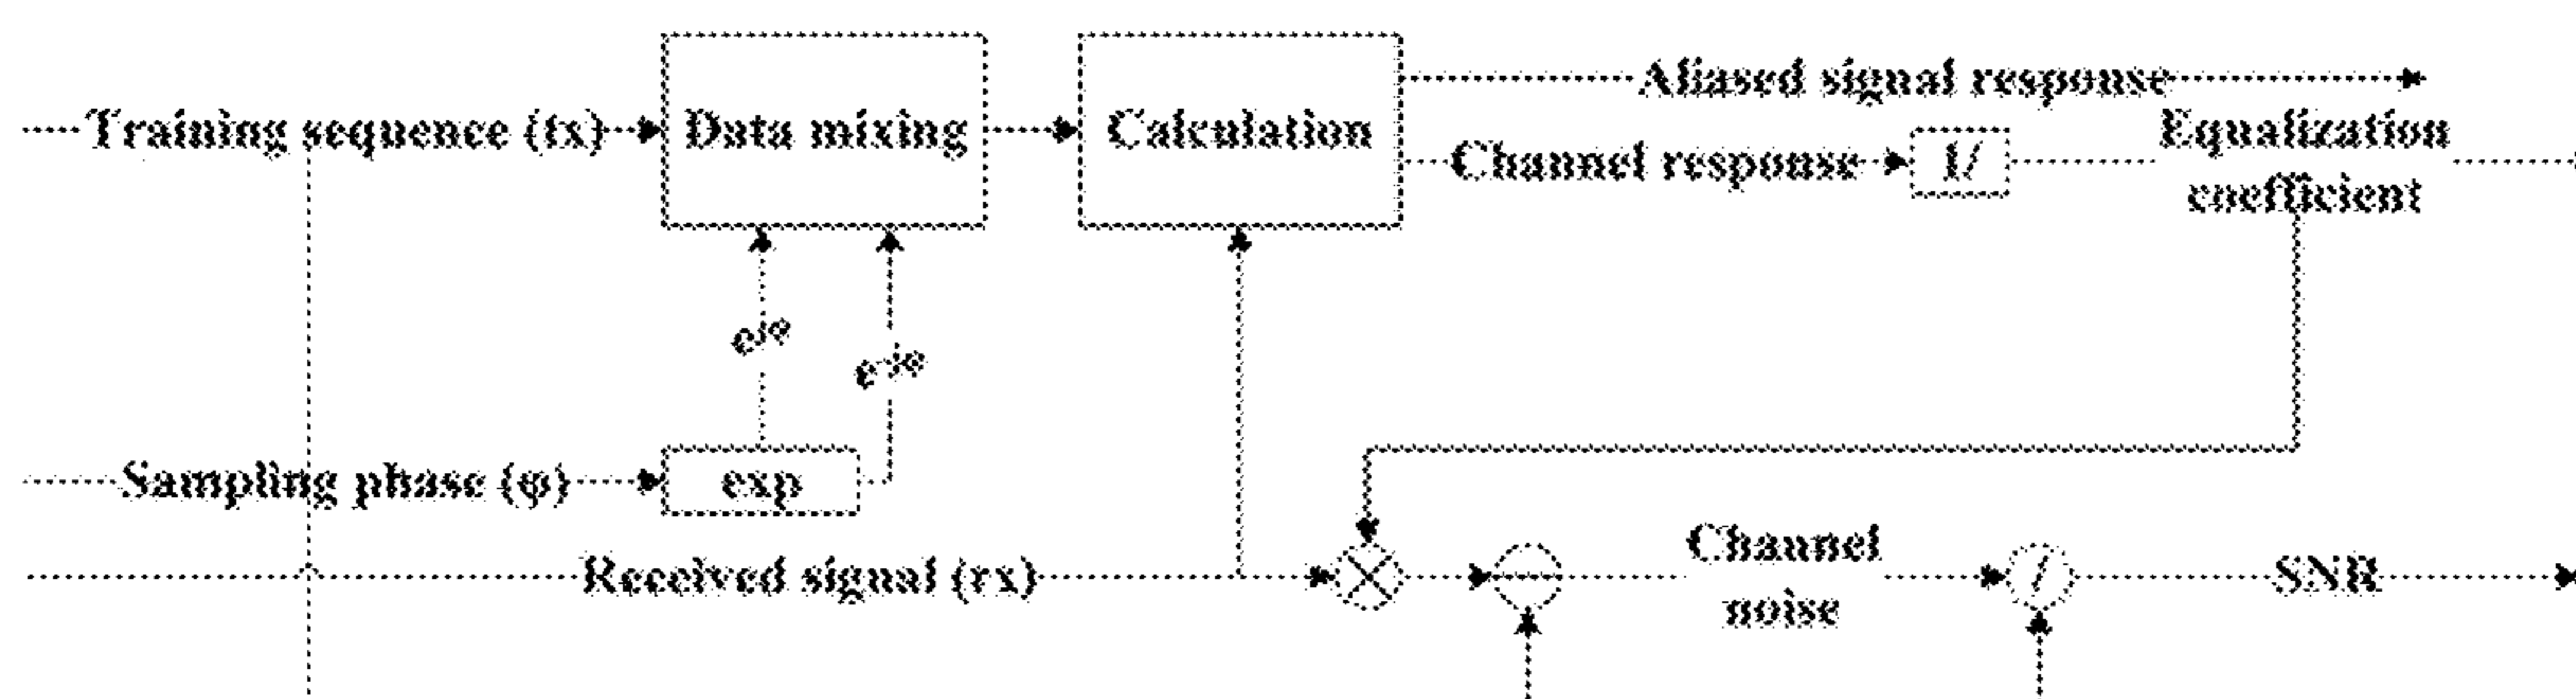 Aliased signal response
Training sequence (tx)
Data mixing
Calculation
Channel response
1/
Equalization
coefficient
e^jφ
e^-jφ
Sampling phase (φ)
exp
Received signal (rx)
Channel
noise
/
SNR